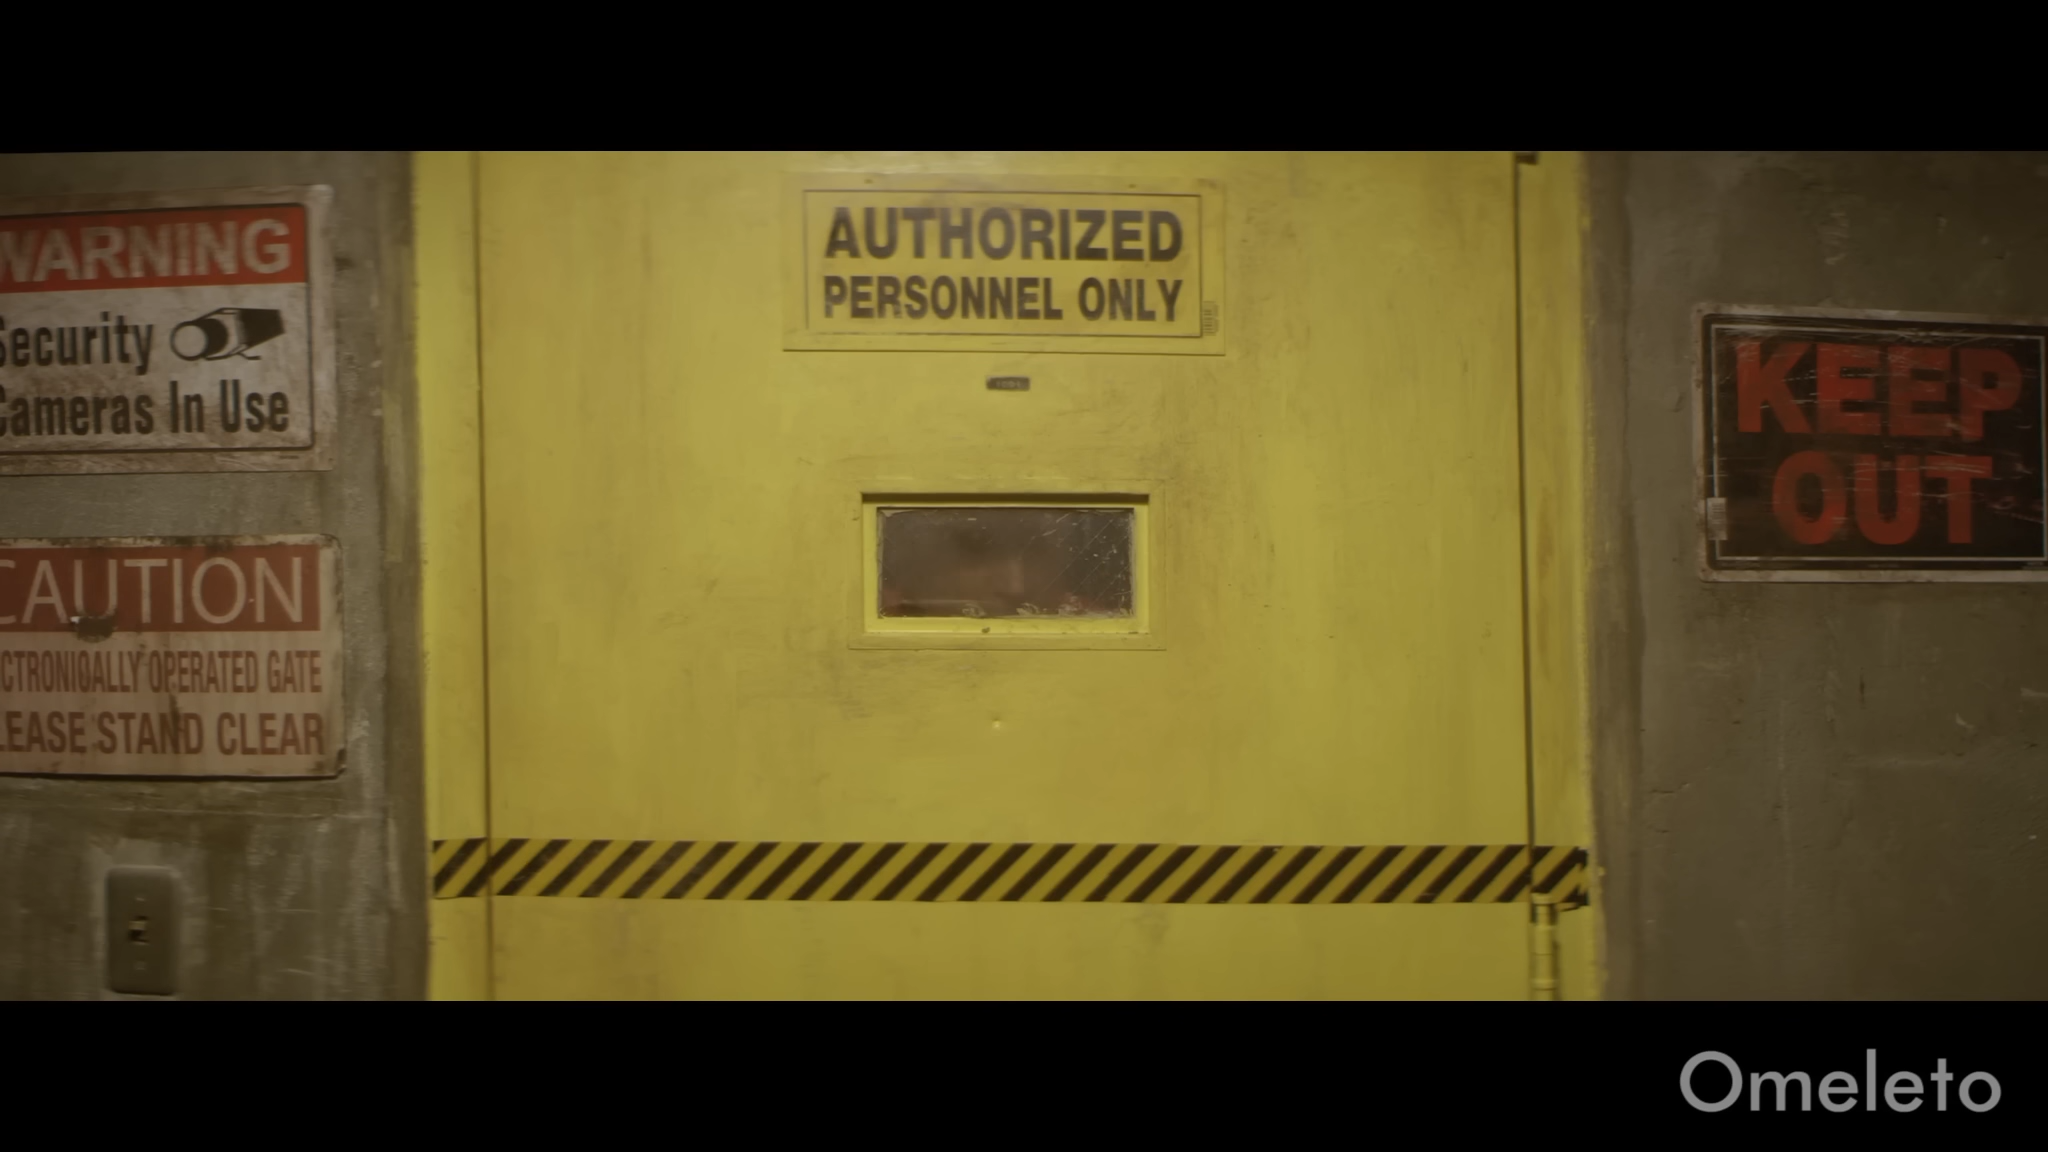 WARNING
Security
Cameras In Use
CAUTION
CTRONICALLY OPERATED GATE
LEASE STAND CLEAR
AUTHORIZED
PERSONNEL ONLY
KEEP
OUT
Omeleto